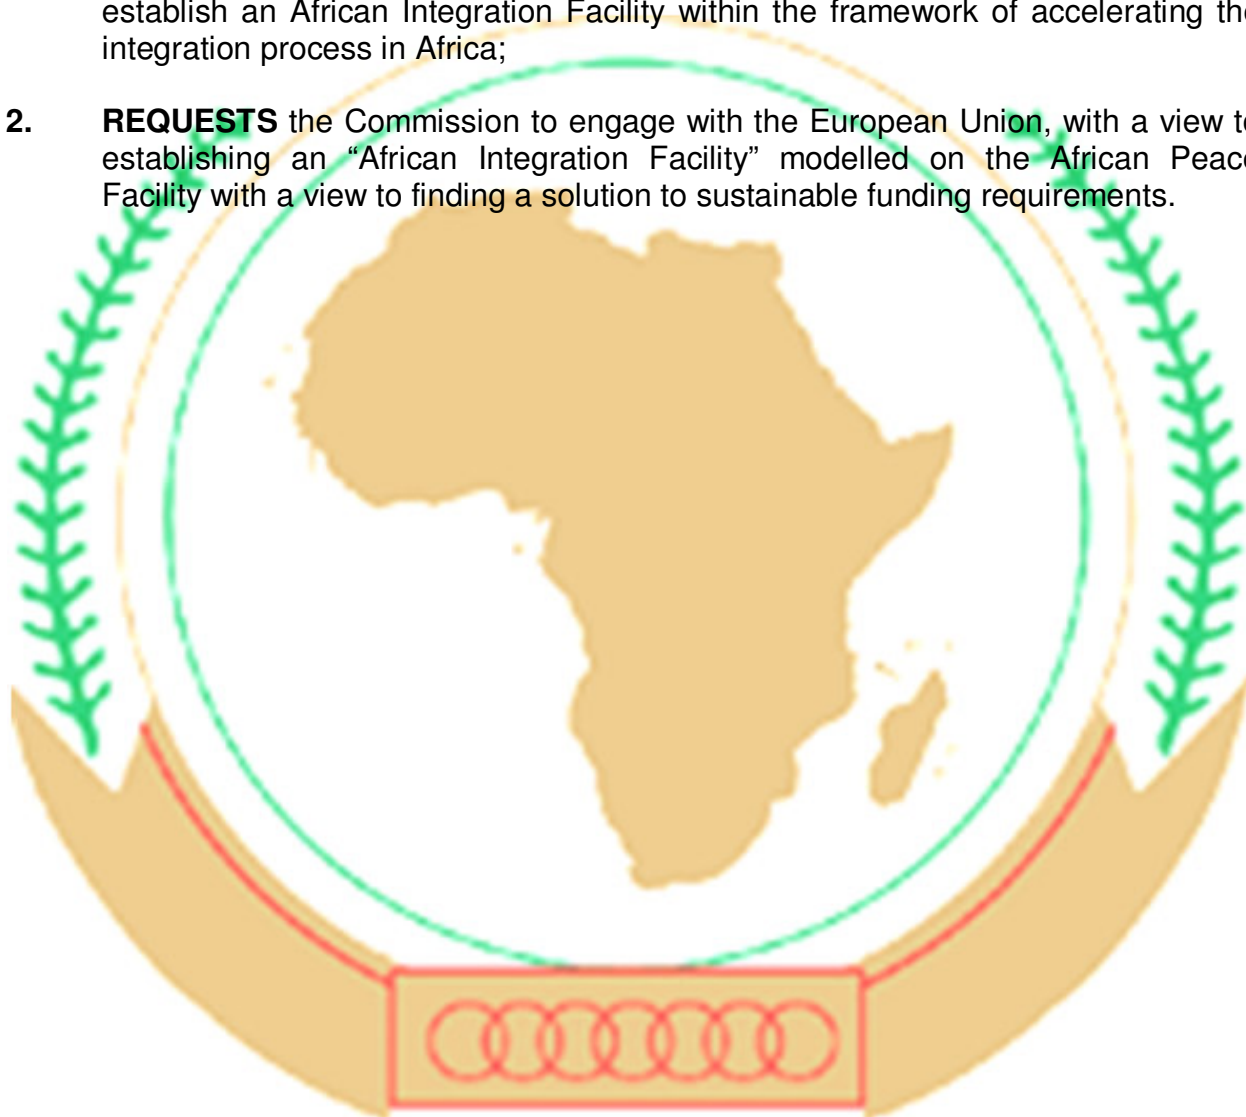 establish an African Integration Facility within the framework of accelerating the
integration process in Africa;
2. REQUESTS the Commission to engage with the European Union, with a view to
establishing an “African Integration Facility” modelled on the African Peace
Facility with a view to finding a solution to sustainable funding requirements.